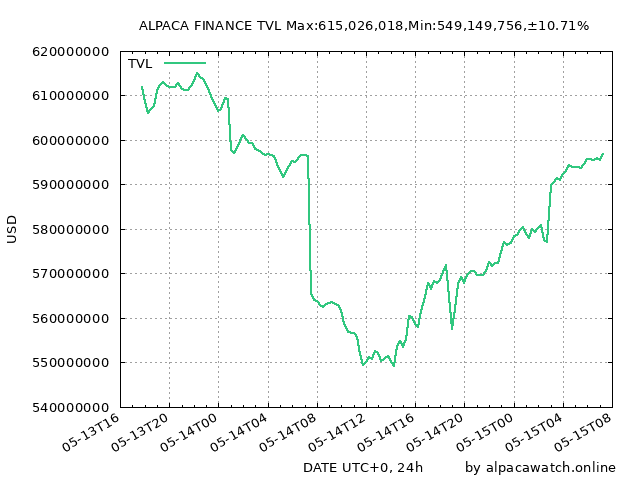 ALPACA FINANCE TVL Max:615,026,018,Min:549,149,756,±10.71%
TVL
620000000
610000000
600000000
590000000
580000000
570000000
560000000
550000000
540000000
USD
05-13T16
05-13T20
05-14T00
05-14T04
05-14T08
05-14T12
05-14T16
05-14T20
05-15T00
05-15T04
05-15T08
DATE UTC+0, 24h
by alpacawatch.online